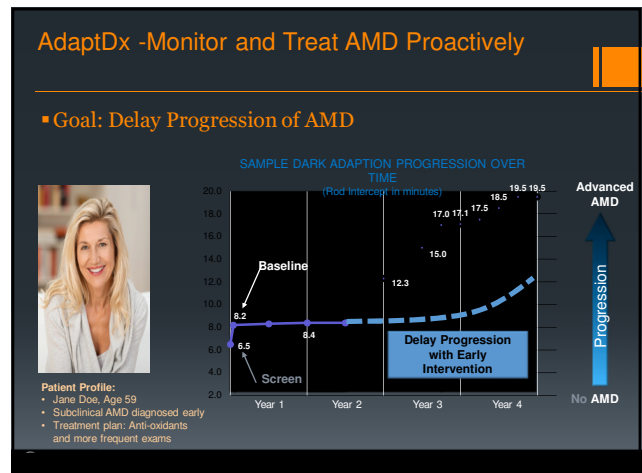 AdaptDx -Monitor and Treat AMD Proactively
▪Goal: Delay Progression of AMD
SAMPLE DARK ADAPTION PROGRESSION OVER
TIME
(Rod Intercept in minutes)
20.0
18.0
16.0
14.0
12.0
10.0
8.0
6.0
4.0
2.0
Baseline
8.2
6.5
Screen
8.4
12.3
15.0
17.0
17.1
17.5
18.5
19.5
19.5
Delay Progression
with Early
Intervention
Year 1
Year 2
Year 3
Year 4
Advanced
AMD
Progression
No AMD
Patient Profile:
• Jane Doe, Age 59
• Subclinical AMD diagnosed early
• Treatment plan: Anti-oxidants
and more frequent exams